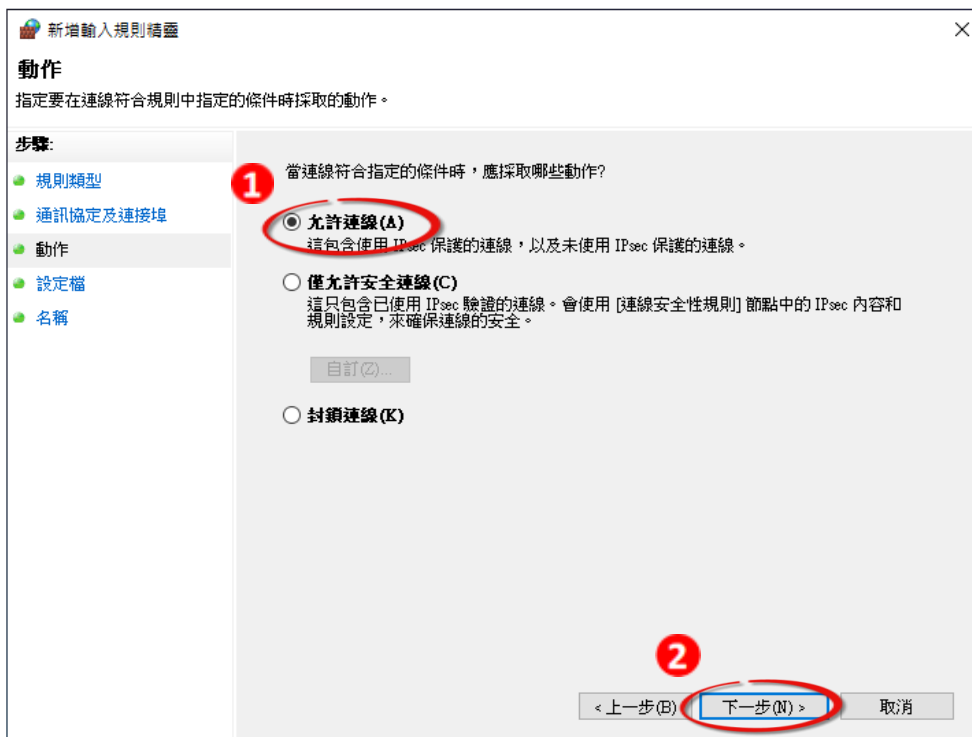 新增輸入規則精靈
動作
指定要在連線符合規則中指定的條件時採取的動作。
步驟:
規則類型
通訊協定及連接埠
動作
設定檔
名稱
1
當連線符合指定的條件時，應採取哪些動作?
允許連線(A)
這包含使用 IPsec 保護的連線，以及未使用 IPsec 保護的連線。
僅允許安全連線(C)
這只包含已使用 IPsec 驗證的連線。會使用 [連線安全性規則] 節點中的 IPsec 內容和
規則設定，來確保連線的安全。
自訂(Z)...
封鎖連線(K)
2
< 上一步(B)
下一步(N) >
取消